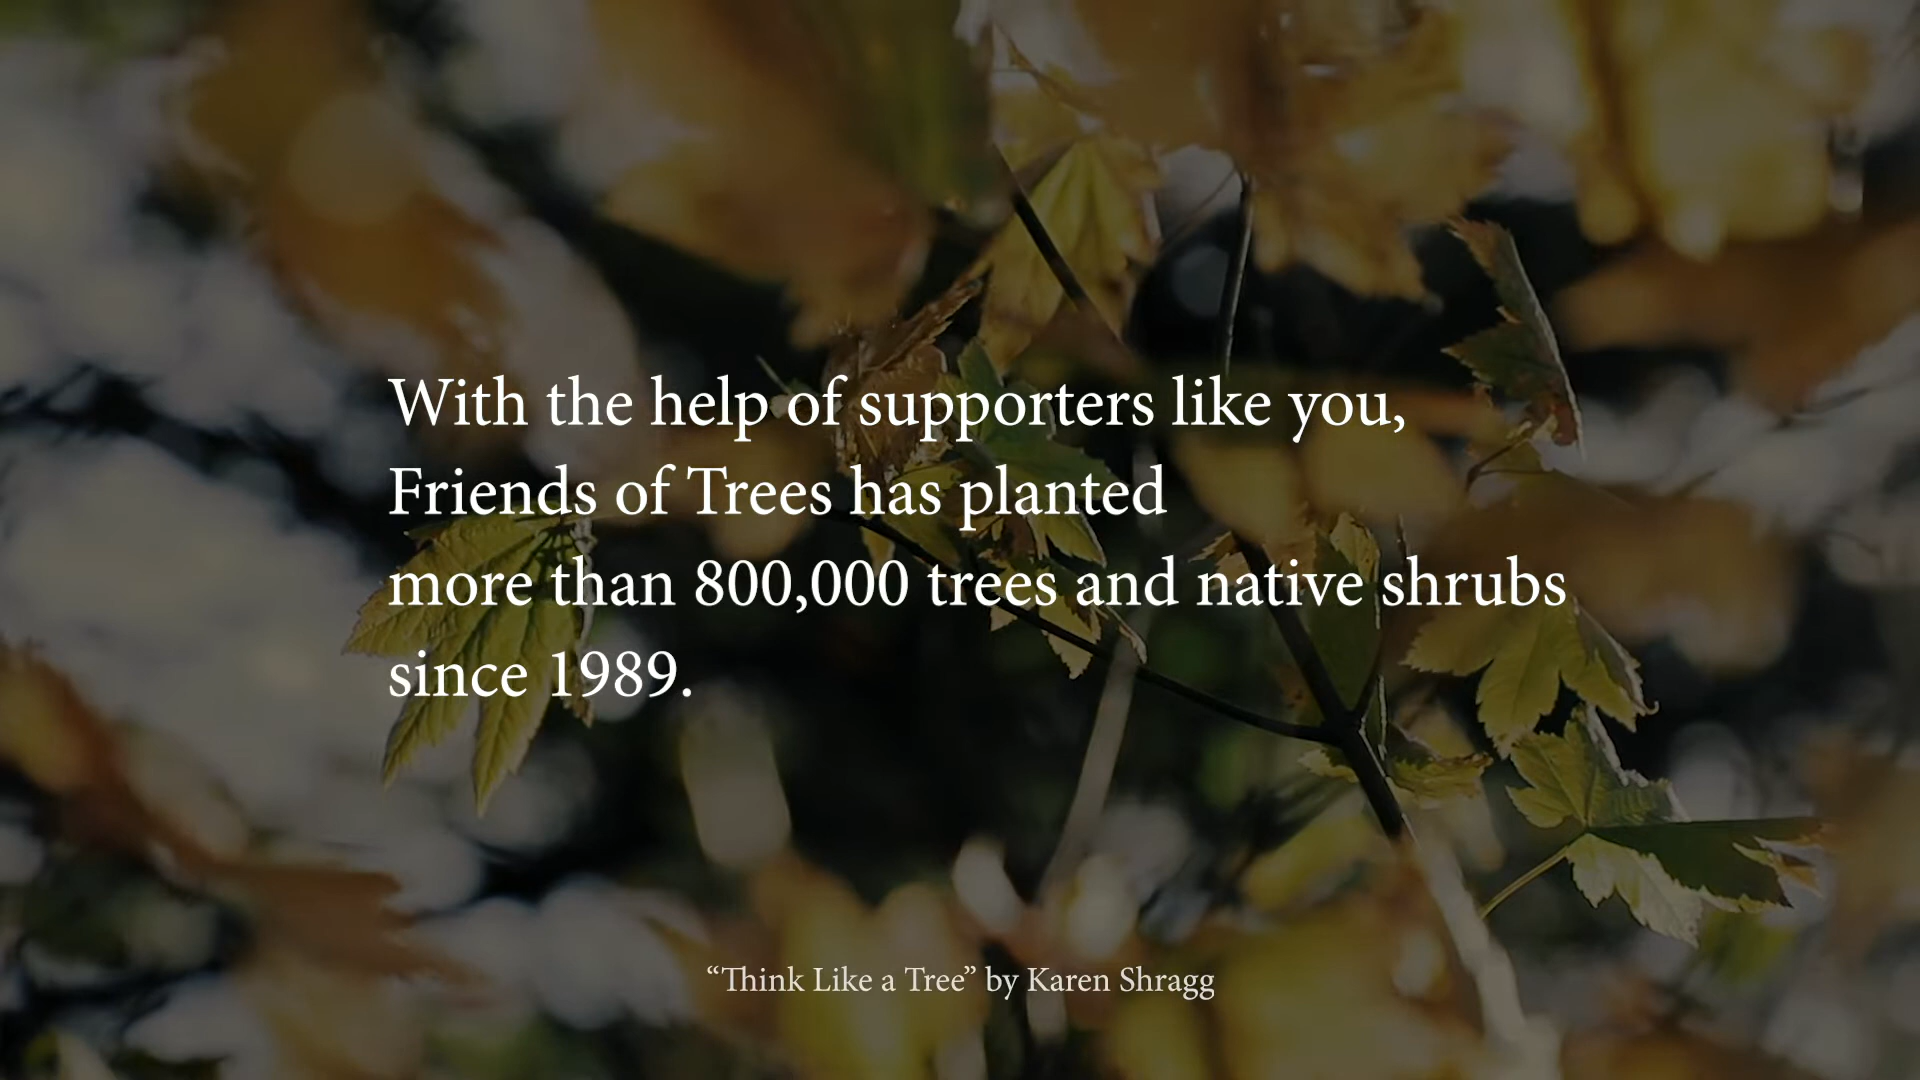 With the help of supporters like you,
Friends of Trees has planted
more than 800,000 trees and native shrubs
since 1989.
“Think Like a Tree” by Karen Shragg